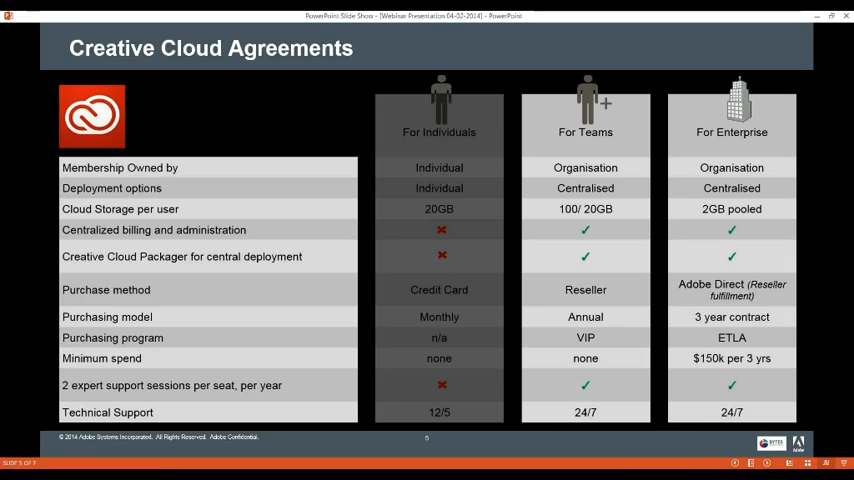 PowerPoint Slide Show - [Webinar Presentation 04-02-2014] - PowerPoint
Creative Cloud Agreements
For Individuals For Teams For Enterprise
Membership Owned by Individual Organisation Organisation
Deployment options Individual Centralised Centralised
Cloud Storage per user 20GB 100/ 20GB 2GB pooled
Centralized billing and administration ✖ ✓ ✓
Creative Cloud Packager for central deployment ✖ ✓ ✓
Purchase method Credit Card Reseller Adobe Direct (Reseller
fulfillment)
Purchasing model Monthly Annual 3 year contract
Purchasing program n/a VIP ETLA
Minimum spend none none $150k per 3 yrs
2 expert support sessions per seat, per year ✖ ✓ ✓
Technical Support 12/5 24/7 24/7
© 2014 Adobe Systems Incorporated. All Rights Reserved. Adobe Confidential. 5
BYTES Adobe
SLIDE 5 OF 7